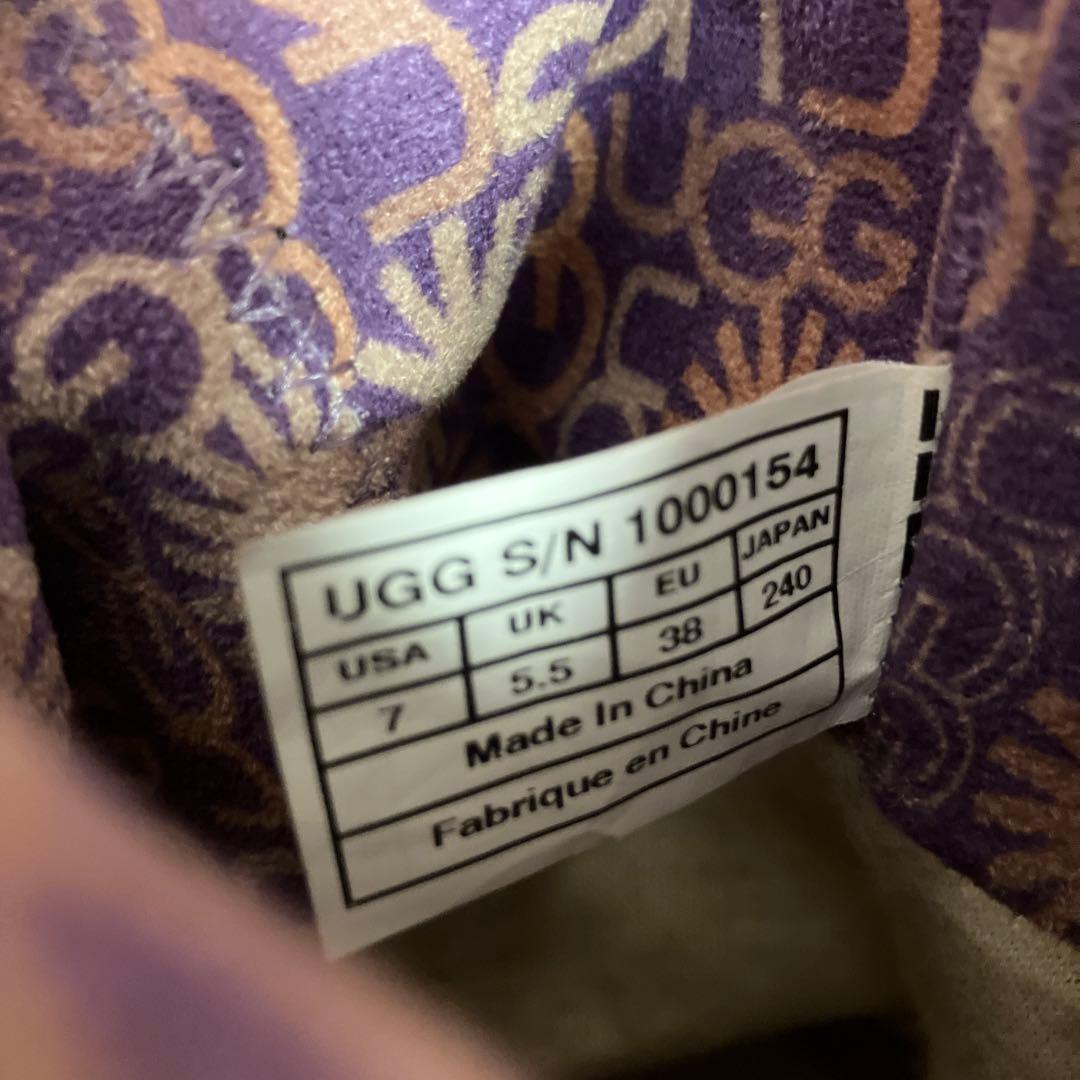 UGG
UGG S/N 1000154
USA UK EU JAPAN
7 5.5 38 240
Made In China
Fabrique en Chine